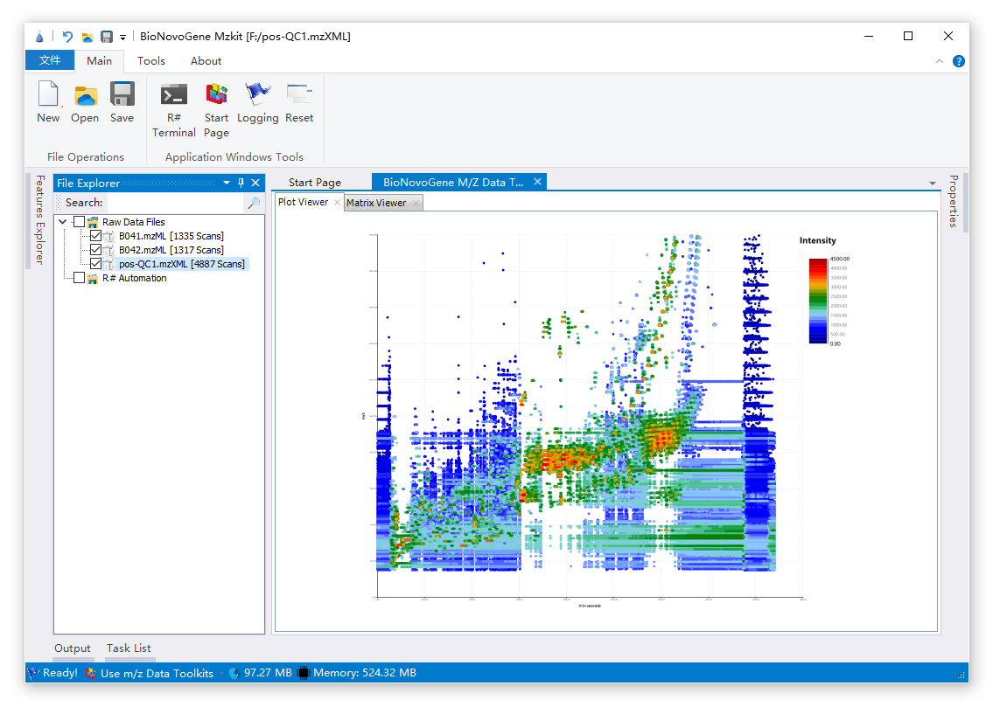 BioNovoGene Mzkit [F:/pos-QC1.mzXML]
文件 Main Tools About
New Open Save R# Terminal Start Page Logging Reset
File Operations Application Windows Tools
Features Explorer
File Explorer
Search:
Raw Data Files
B041.mzML [1335 Scans]
B042.mzML [1317 Scans]
pos-QC1.mzXML [4887 Scans]
R# Automation
Start Page BioNovoGene M/Z Data T...
Plot Viewer Matrix Viewer
Intensity
4500.00
4000.00
3500.00
3000.00
2500.00
2000.00
1500.00
1000.00
500.00
0.00
rt in seconds
Properties
Output Task List
Ready! Use m/z Data Toolkits 97.27 MB Memory: 524.32 MB